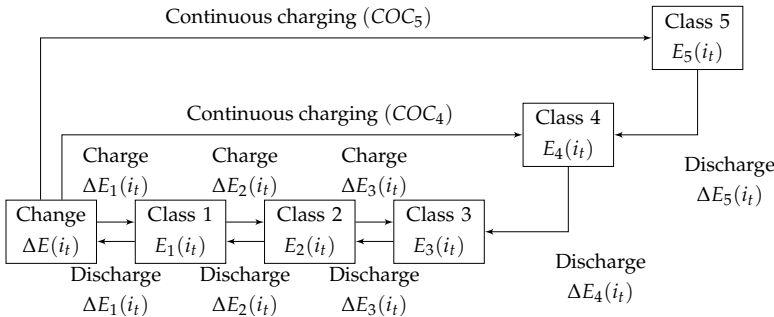 Continuous charging (COC₅)
Class 5
E₅(iₜ)
Continuous charging (COC₄)
Class 4
E₄(iₜ)
Charge
ΔE₁(iₜ)
Charge
ΔE₂(iₜ)
Charge
ΔE₃(iₜ)
Discharge
ΔE₅(iₜ)
Change
ΔE(iₜ)
Class 1
E₁(iₜ)
Class 2
E₂(iₜ)
Class 3
E₃(iₜ)
Discharge
ΔE₁(iₜ)
Discharge
ΔE₂(iₜ)
Discharge
ΔE₃(iₜ)
Discharge
ΔE₄(iₜ)